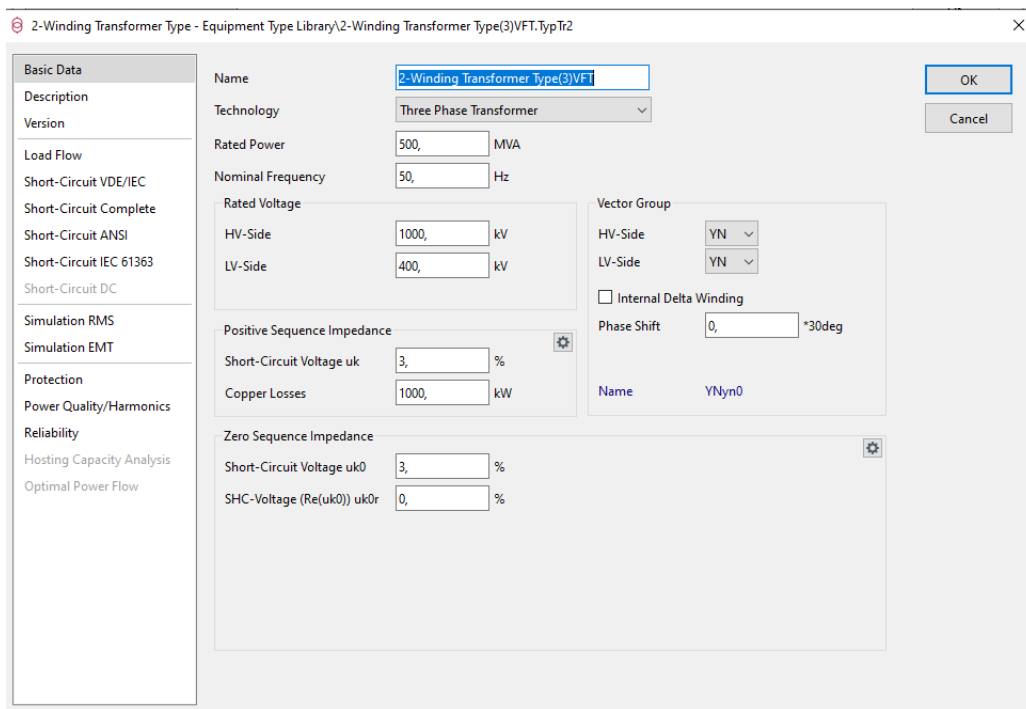 2-Winding Transformer Type - Equipment Type Library\2-Winding Transformer Type(3)VFT.TypTr2
Basic Data
Description
Version
Load Flow
Short-Circuit VDE/IEC
Short-Circuit Complete
Short-Circuit ANSI
Short-Circuit IEC 61363
Short-Circuit DC
Simulation RMS
Simulation EMT
Protection
Power Quality/Harmonics
Reliability
Hosting Capacity Analysis
Optimal Power Flow
Name 2-Winding Transformer Type(3)VFT
Technology Three Phase Transformer
Rated Power 500, MVA
Nominal Frequency 50, Hz
Rated Voltage
HV-Side 1000, kV
LV-Side 400, kV
Vector Group
HV-Side YN
LV-Side YN
Internal Delta Winding
Phase Shift 0, *30deg
Name YNyn0
Positive Sequence Impedance
Short-Circuit Voltage uk 3, %
Copper Losses 1000, kW
Zero Sequence Impedance
Short-Circuit Voltage uk0 3, %
SHC-Voltage (Re(uk0)) uk0r 0, %
OK
Cancel